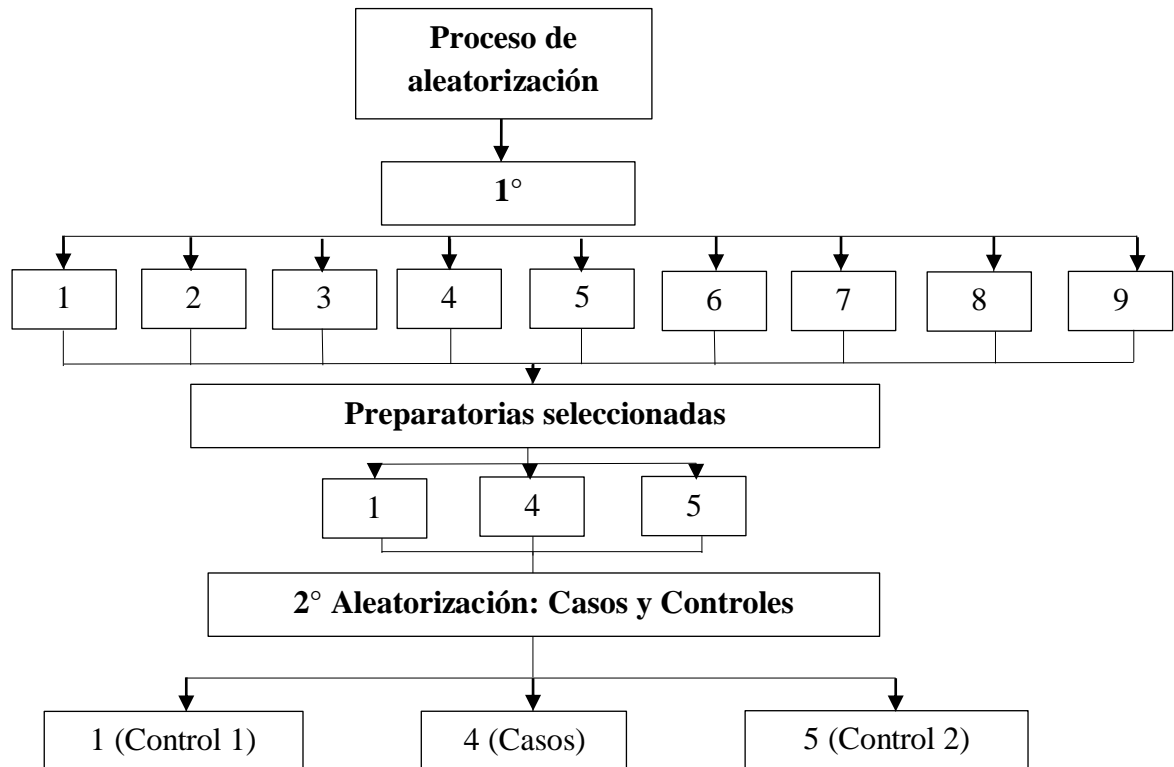 Proceso de
aleatorización
1°
1 2 3 4 5 6 7 8 9
Preparatorias seleccionadas
1 4 5
2° Aleatorización: Casos y Controles
1 (Control 1) 4 (Casos) 5 (Control 2)